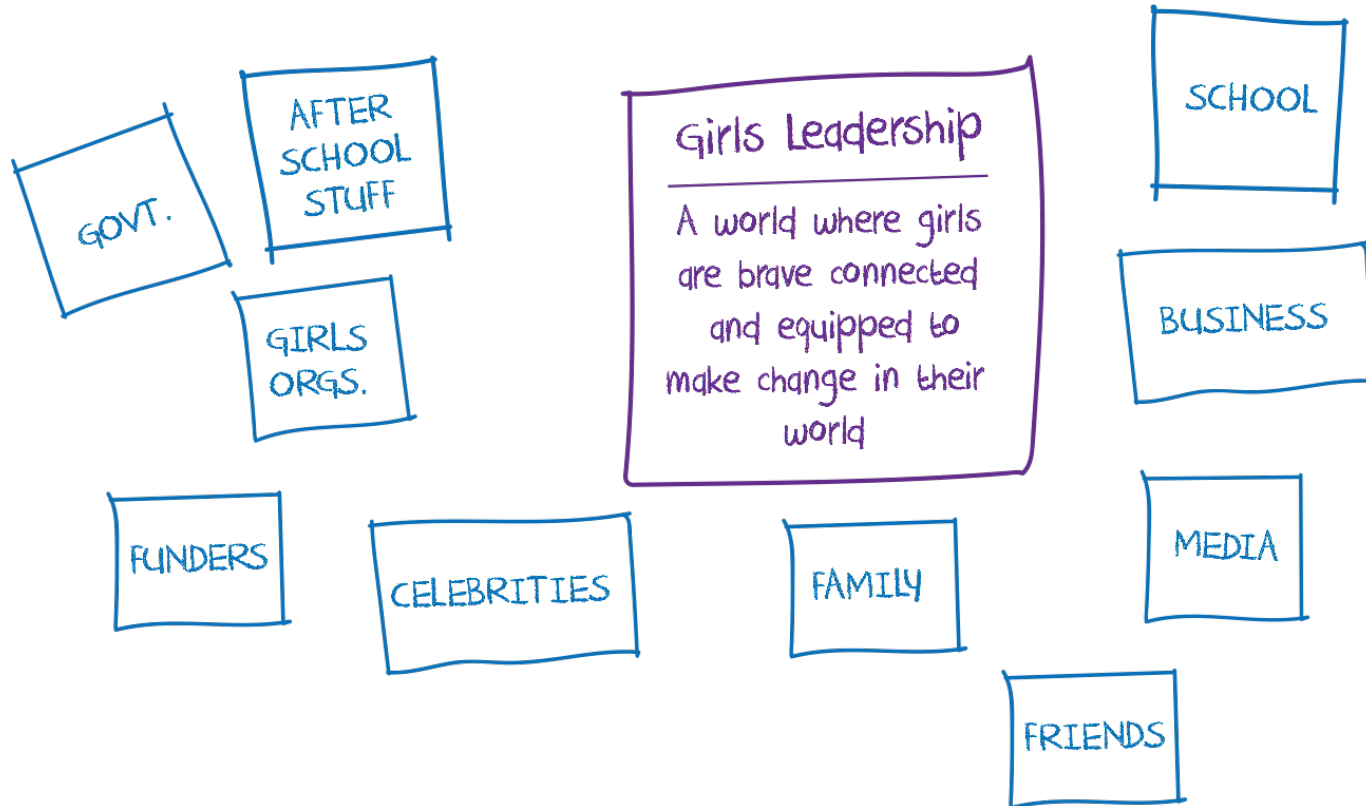 GOVT.
AFTER
SCHOOL
STUFF
GIRLS
ORGS.
Girls Leadership
A world where girls
are brave connected
and equipped to
make change in their
world
SCHOOL
BUSINESS
FUNDERS
CELEBRITIES
FAMILY
MEDIA
FRIENDS